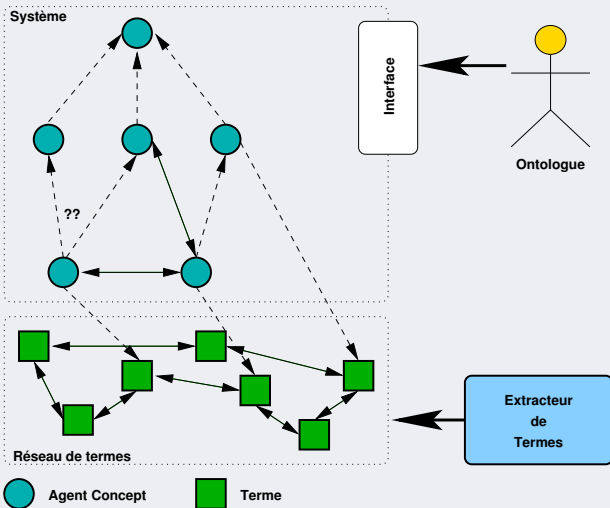 Système
Interface
Ontologue
??
Extracteur
de
Termes
Réseau de termes
Agent Concept
Terme